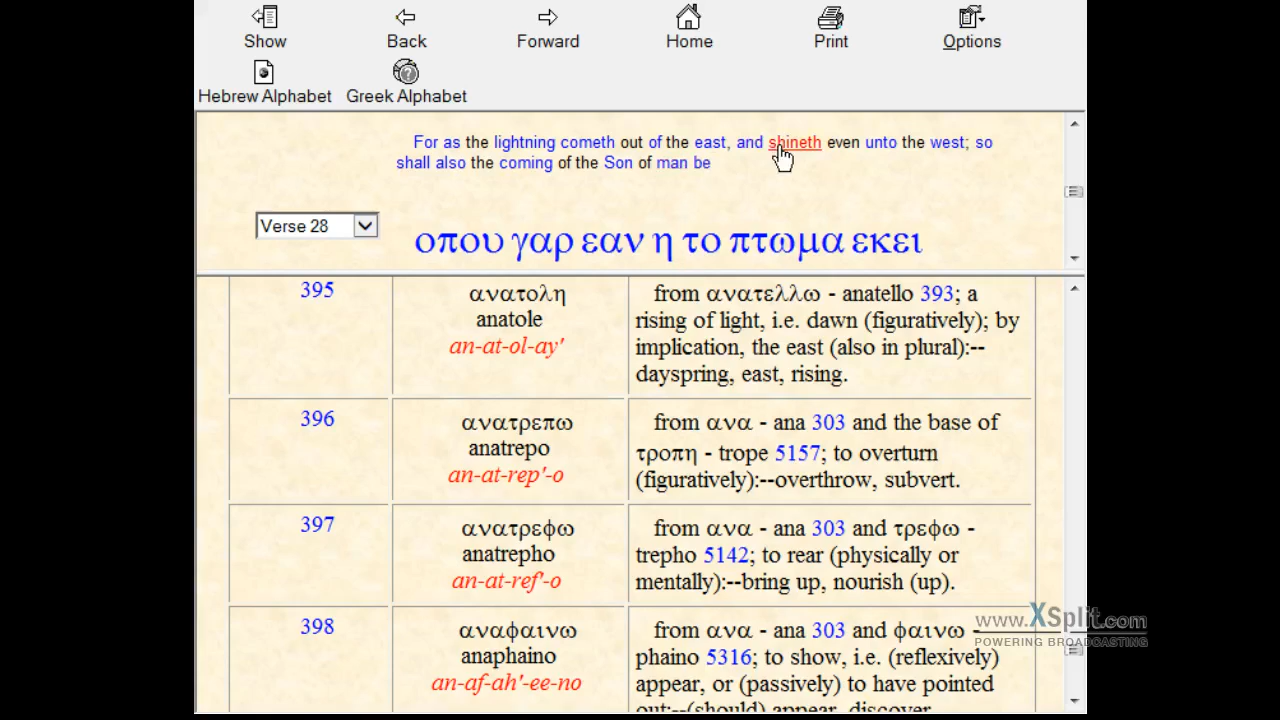 Show Back Forward Home Print Options
Hebrew Alphabet Greek Alphabet
For as the lightning cometh out of the east, and shineth even unto the west; so
shall also the coming of the Son of man be
Verse 28
οπου γαρ εαν η το πτωμα εκει
395
ανατολη
anatole
an-at-ol-ay'
from ανατελλω - anatello 393; a
rising of light, i.e. dawn (figuratively); by
implication, the east (also in plural):--
dayspring, east, rising.
396
ανατρεπω
anatrepo
an-at-rep'-o
from ανα - ana 303 and the base of
τροπη - trope 5157; to overturn
(figuratively):--overthrow, subvert.
397
ανατρεφω
anatrepho
an-at-ref'-o
from ανα - ana 303 and τρεφω -
trepho 5142; to rear (physically or
mentally):--bring up, nourish (up).
398
αναφαινω
anaphaino
an-af-ah'-ee-no
from ανα - ana 303 and φαινω -
phaino 5316; to show, i.e. (reflexively)
appear, or (passively) to have pointed
out:--(should) appear, discover.
www.XSplit.com
POWERING BROADCASTING